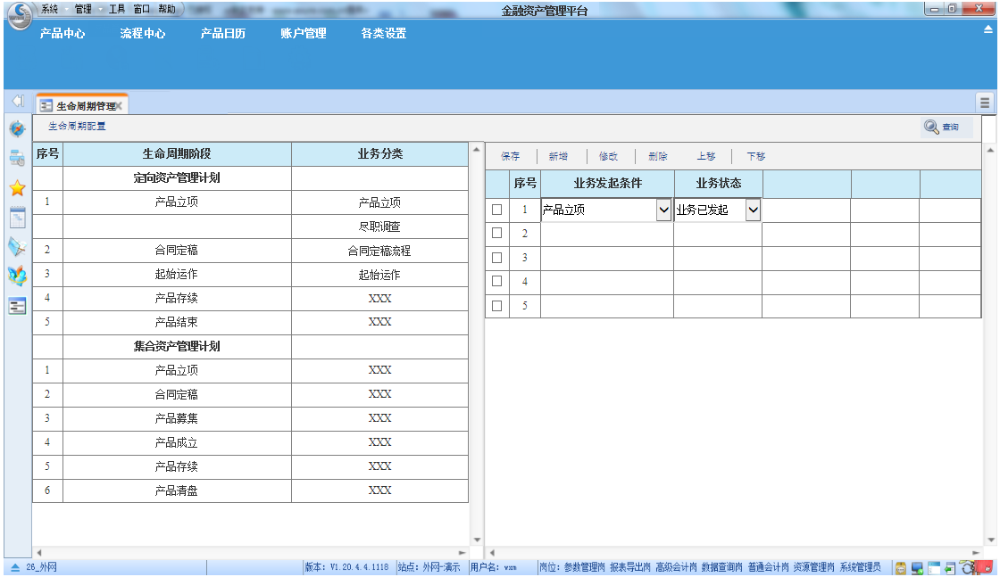 系统 管理 工具 窗口 帮助 金融资产管理平台
产品中心 流程中心 产品日历 账户管理 各类设置
生命周期管理
生命周期配置 查询
序号 生命周期阶段 业务分类
定向资产管理计划
1 产品立项 产品立项
尽职调查
2 合同定稿 合同定稿流程
3 起始运作 起始运作
4 产品存续 XXX
5 产品结束 XXX
集合资产管理计划
1 产品立项 XXX
2 合同定稿 XXX
3 产品募集 XXX
4 产品成立 XXX
5 产品存续 XXX
6 产品清盘 XXX
保存 新增 修改 删除 上移 下移
序号 业务发起条件 业务状态
1 产品立项 业务已发起
2
3
4
5
26_外网 版本: V1.20.4.4.1118 站点: 外网-演示 用户名: vxm 岗位: 参数管理岗 报表导出岗 高级会计岗 数据查询岗 普通会计岗 资源管理岗 系统管理员